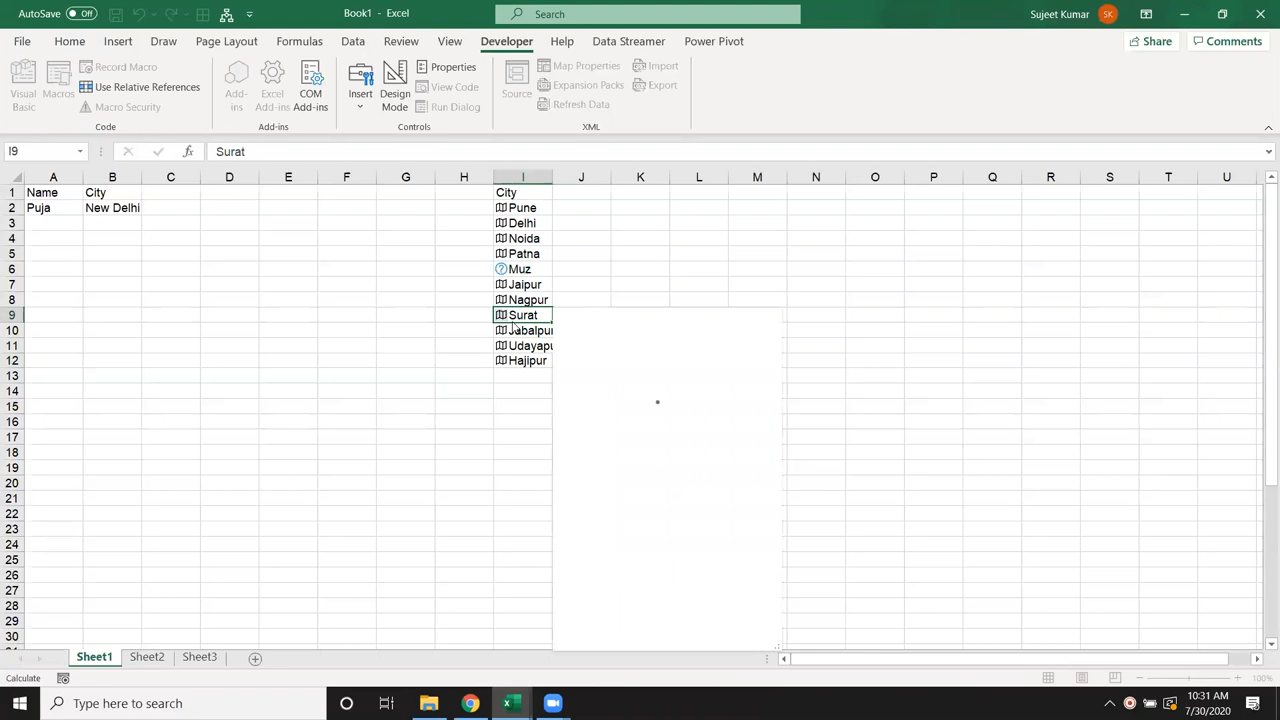 AutoSave Off Book1 - Excel Search Sujeet Kumar SK
File Home Insert Draw Page Layout Formulas Data Review View Developer Help Data Streamer Power Pivot Share Comments
Visual Basic Macros Record Macro Use Relative References Macro Security Add-ins Excel Add-ins COM Add-ins Insert Design Mode Properties View Code Run Dialog Source Map Properties Expansion Packs Refresh Data Import Export
Code Add-ins Controls XML
I9 fx Surat
A B C D E F G H I J K L M N O P Q R S T U
1 Name City City
2 Puja New Delhi Pune
3 Delhi
4 Noida
5 Patna
6 Muz
7 Jaipur
8 Nagpur
9 Surat
10 Jabalpur
11 Udayapu
12 Hajipur
13
14
15
16
17
18
19
20
21
22
23
24
25
26
27
28
29
30
Sheet1 Sheet2 Sheet3
Calculate 100%
Type here to search 10:31 AM
7/30/2020